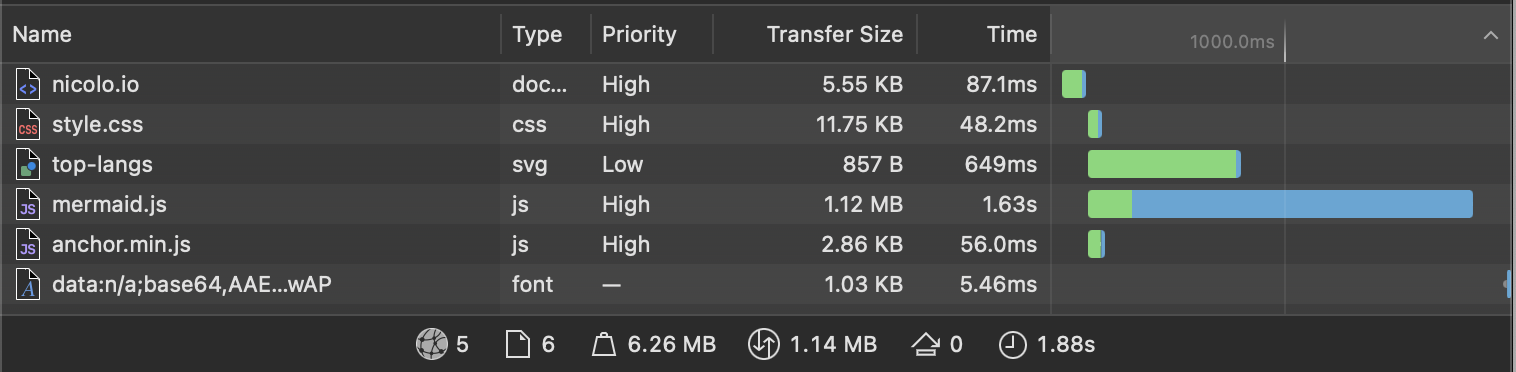 Name Type Priority Transfer Size Time 1000.0ms
<> nicolo.io doc... High 5.55 KB 87.1ms
CSS style.css css High 11.75 KB 48.2ms
top-langs svg Low 857 B 649ms
JS mermaid.js js High 1.12 MB 1.63s
JS anchor.min.js js High 2.86 KB 56.0ms
A data:n/a;base64,AAE...wAP font — 1.03 KB 5.46ms
5 6 6.26 MB 1.14 MB 0 1.88s